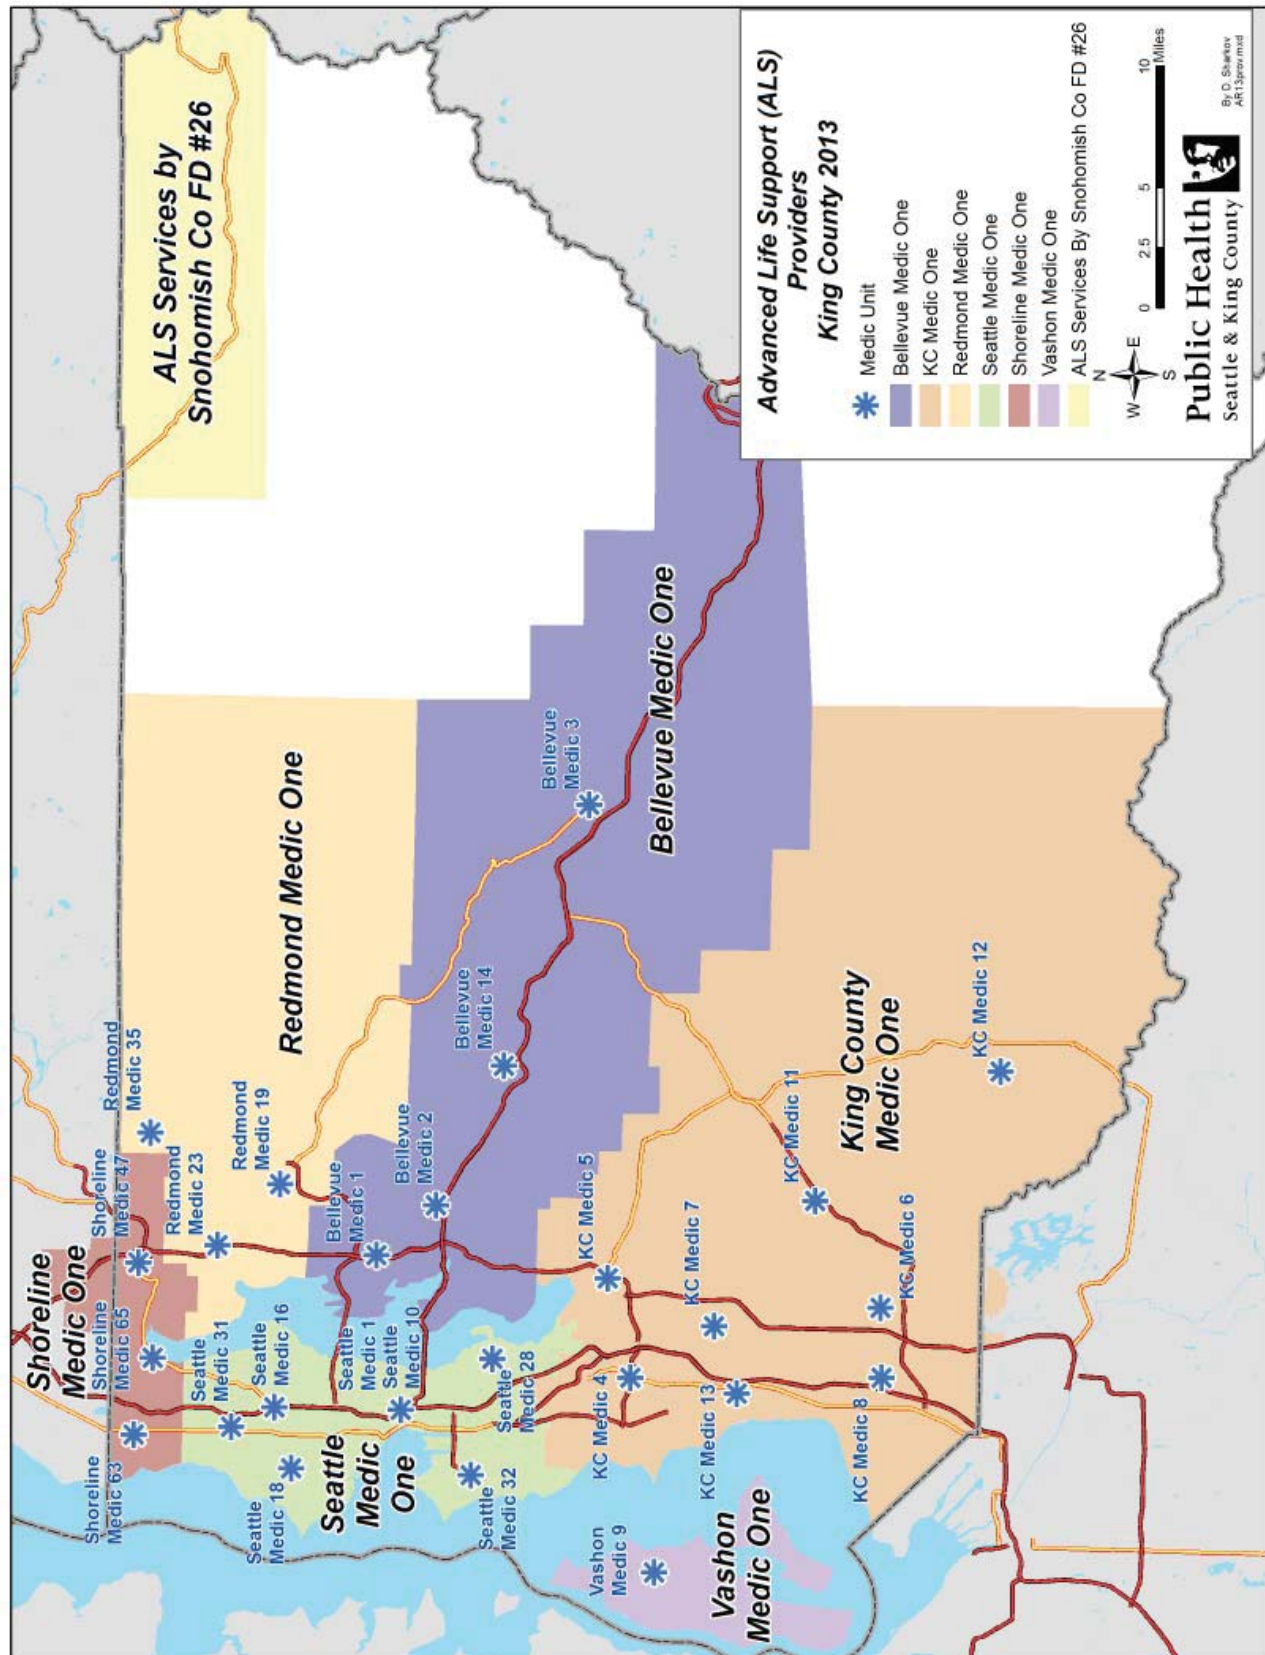 ALS Services by
Snohomish Co FD #26
Shoreline
Medic One
Redmond Medic One
Bellevue Medic One
Seattle
Medic
One
King County
Medic One
Vashon
Medic One
Shoreline
Medic 63
Shoreline
Medic 65
Shoreline
Medic 47
Redmond
Medic 35
Redmond
Medic 23
Redmond
Medic 19
Seattle
Medic 31
Seattle
Medic 16
Seattle
Medic 18
Seattle
Medic 1
Seattle
Medic 10
Seattle
Medic 32
Seattle
Medic 28
Bellevue
Medic 1
Bellevue
Medic 2
Bellevue
Medic 14
Bellevue
Medic 3
Vashon
Medic 9
KC Medic 4
KC Medic 5
KC Medic 13
KC Medic 7
KC Medic 8
KC Medic 6
KC Medic 11
KC Medic 12
Advanced Life Support (ALS)
Providers
King County 2013
Medic Unit
Bellevue Medic One
KC Medic One
Redmond Medic One
Seattle Medic One
Shoreline Medic One
Vashon Medic One
ALS Services By Snohomish Co FD #26
N
W E
S
0 2.5 5 10
Miles
Public Health
Seattle & King County
By D. Sharkov
AR13prov.mxd